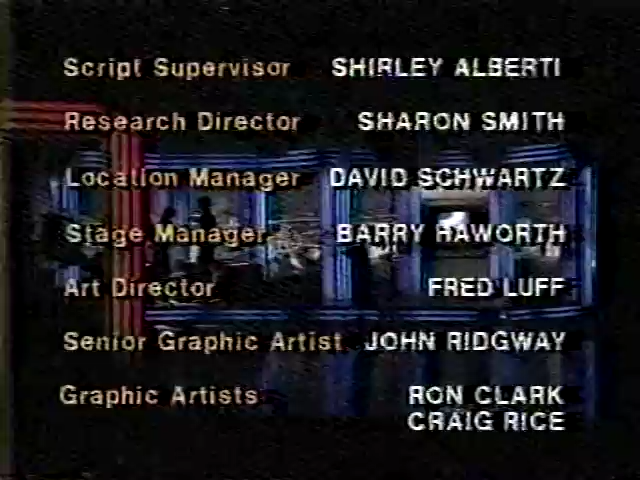 Script Supervisor SHIRLEY ALBERTI
Research Director SHARON SMITH
Location Manager DAVID SCHWARTZ
Stage Manager BARRY HAWORTH
Art Director FRED LUFF
Senior Graphic Artist JOHN RIDGWAY
Graphic Artists RON CLARK
CRAIG RICE